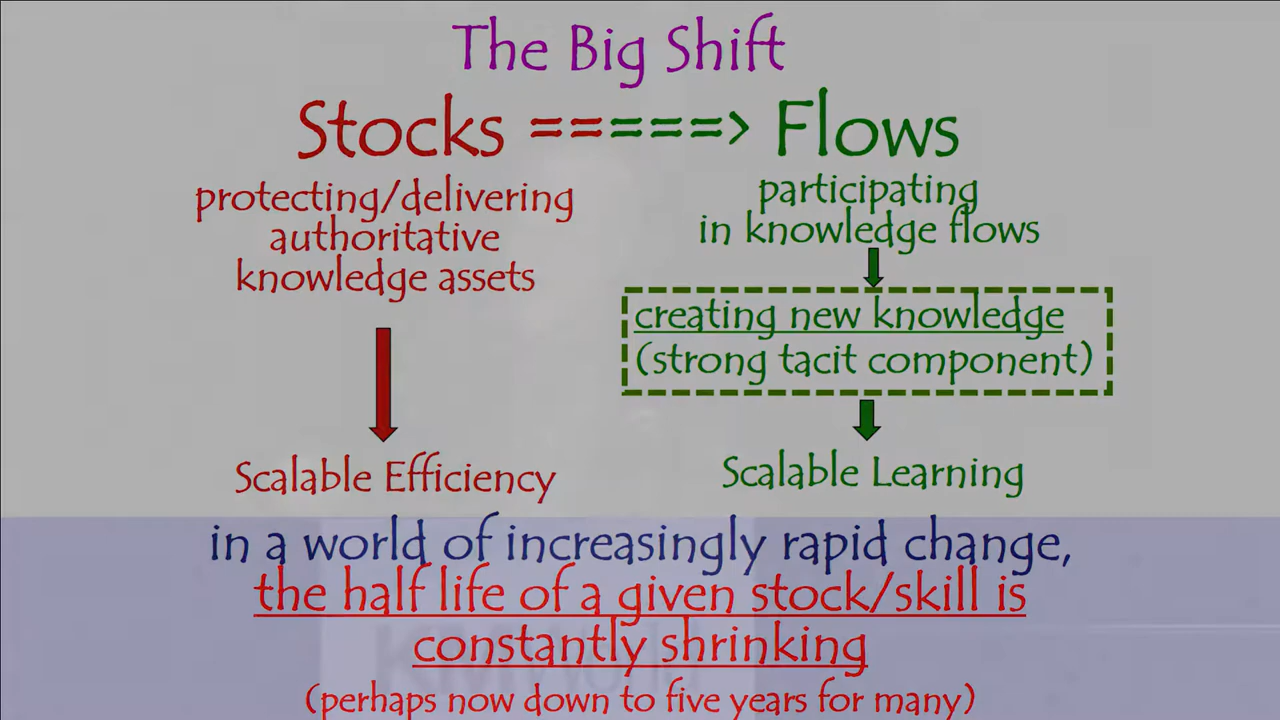 The Big Shift
Stocks =====> Flows
protecting/delivering
authoritative
knowledge assets
participating
in knowledge flows
creating new knowledge
(strong tacit component)
Scalable Efficiency
Scalable Learning
in a world of increasingly rapid change,
the half life of a given stock/skill is
constantly shrinking
(perhaps now down to five years for many)
KMWorld